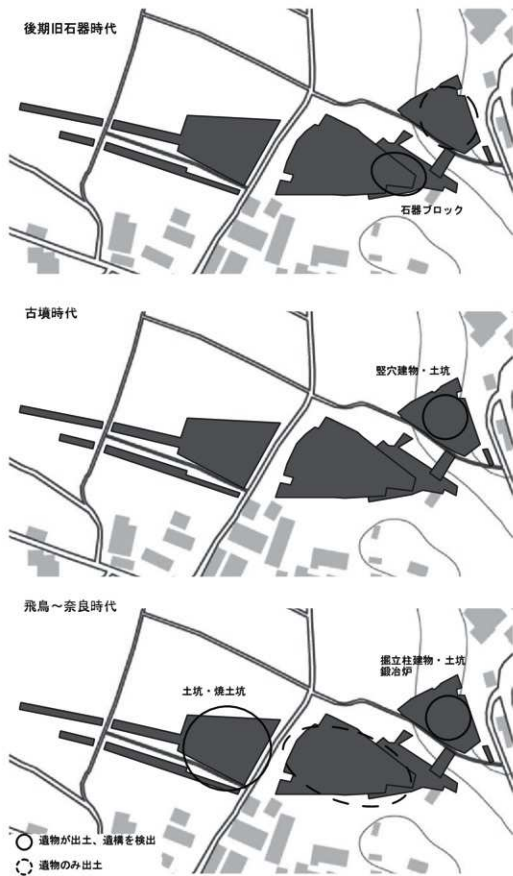 後期旧石器時代
石器ブロック
古墳時代
竪穴建物・土坑
飛鳥～奈良時代
掘立柱建物・土坑
鍛冶炉
土坑・焼土坑
遺物が出土、遺構を検出
遺物のみ出土